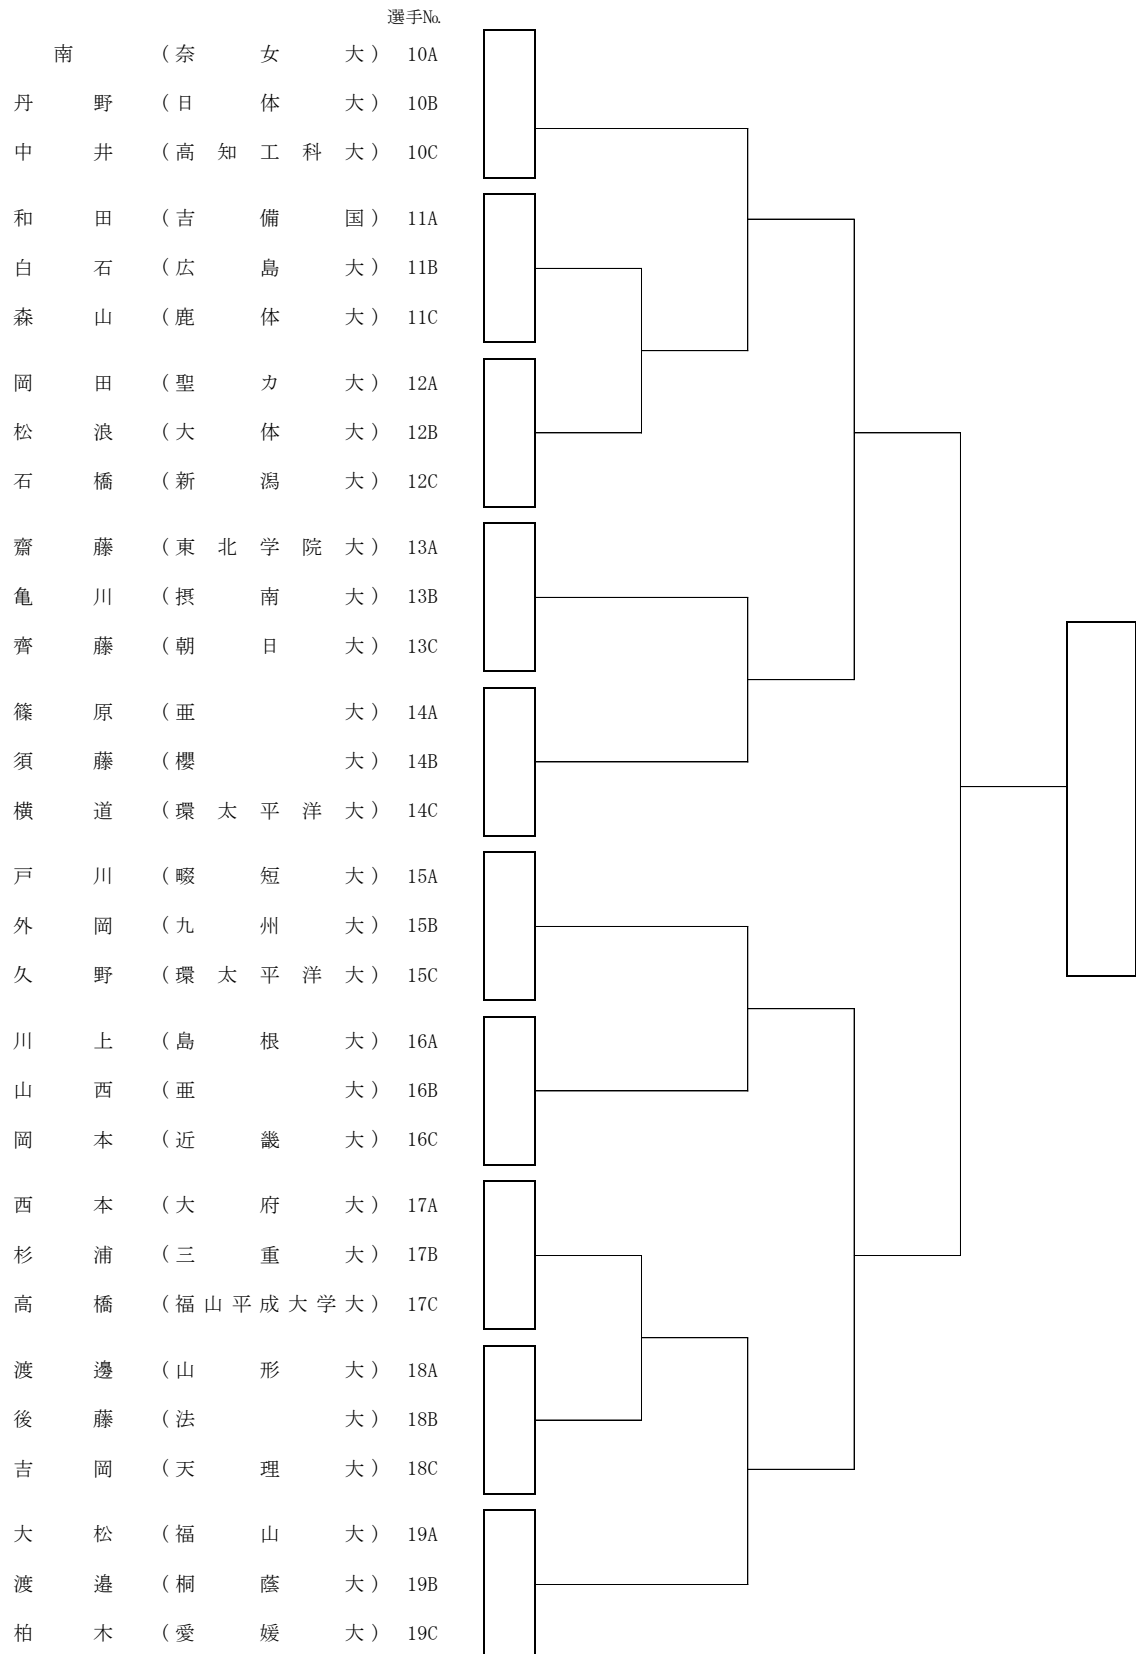 選手№
南 (奈女大) 10A
丹野 (日体大) 10B
中井 (高知工科大) 10C
和田 (吉備国) 11A
白石 (広島大) 11B
森山 (鹿体大) 11C
岡田 (聖カ大) 12A
松浪 (大体大) 12B
石橋 (新潟大) 12C
齋藤 (東北学院大) 13A
亀川 (摂南大) 13B
齊藤 (朝日大) 13C
篠原 (亜大) 14A
須藤 (櫻大) 14B
横道 (環太平洋大) 14C
戸川 (畷短大) 15A
外岡 (九州大) 15B
久野 (環太平洋大) 15C
川上 (島根大) 16A
山西 (亜大) 16B
岡本 (近畿大) 16C
西本 (大府大) 17A
杉浦 (三重大) 17B
高橋 (福山平成大学大) 17C
渡邊 (山形大) 18A
後藤 (法大) 18B
吉岡 (天理大) 18C
大松 (福山大) 19A
渡邉 (桐蔭大) 19B
柏木 (愛媛大) 19C